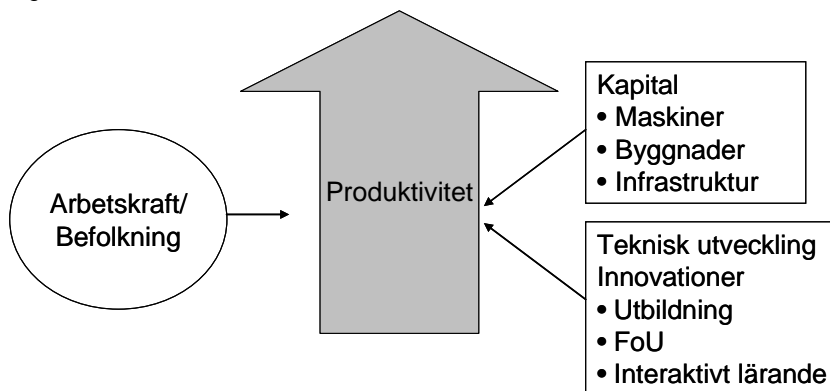 Arbetskraft/
Befolkning
Produktivitet
Kapital
• Maskiner
• Byggnader
• Infrastruktur
Teknisk utveckling
Innovationer
• Utbildning
• FoU
• Interaktivt lärande